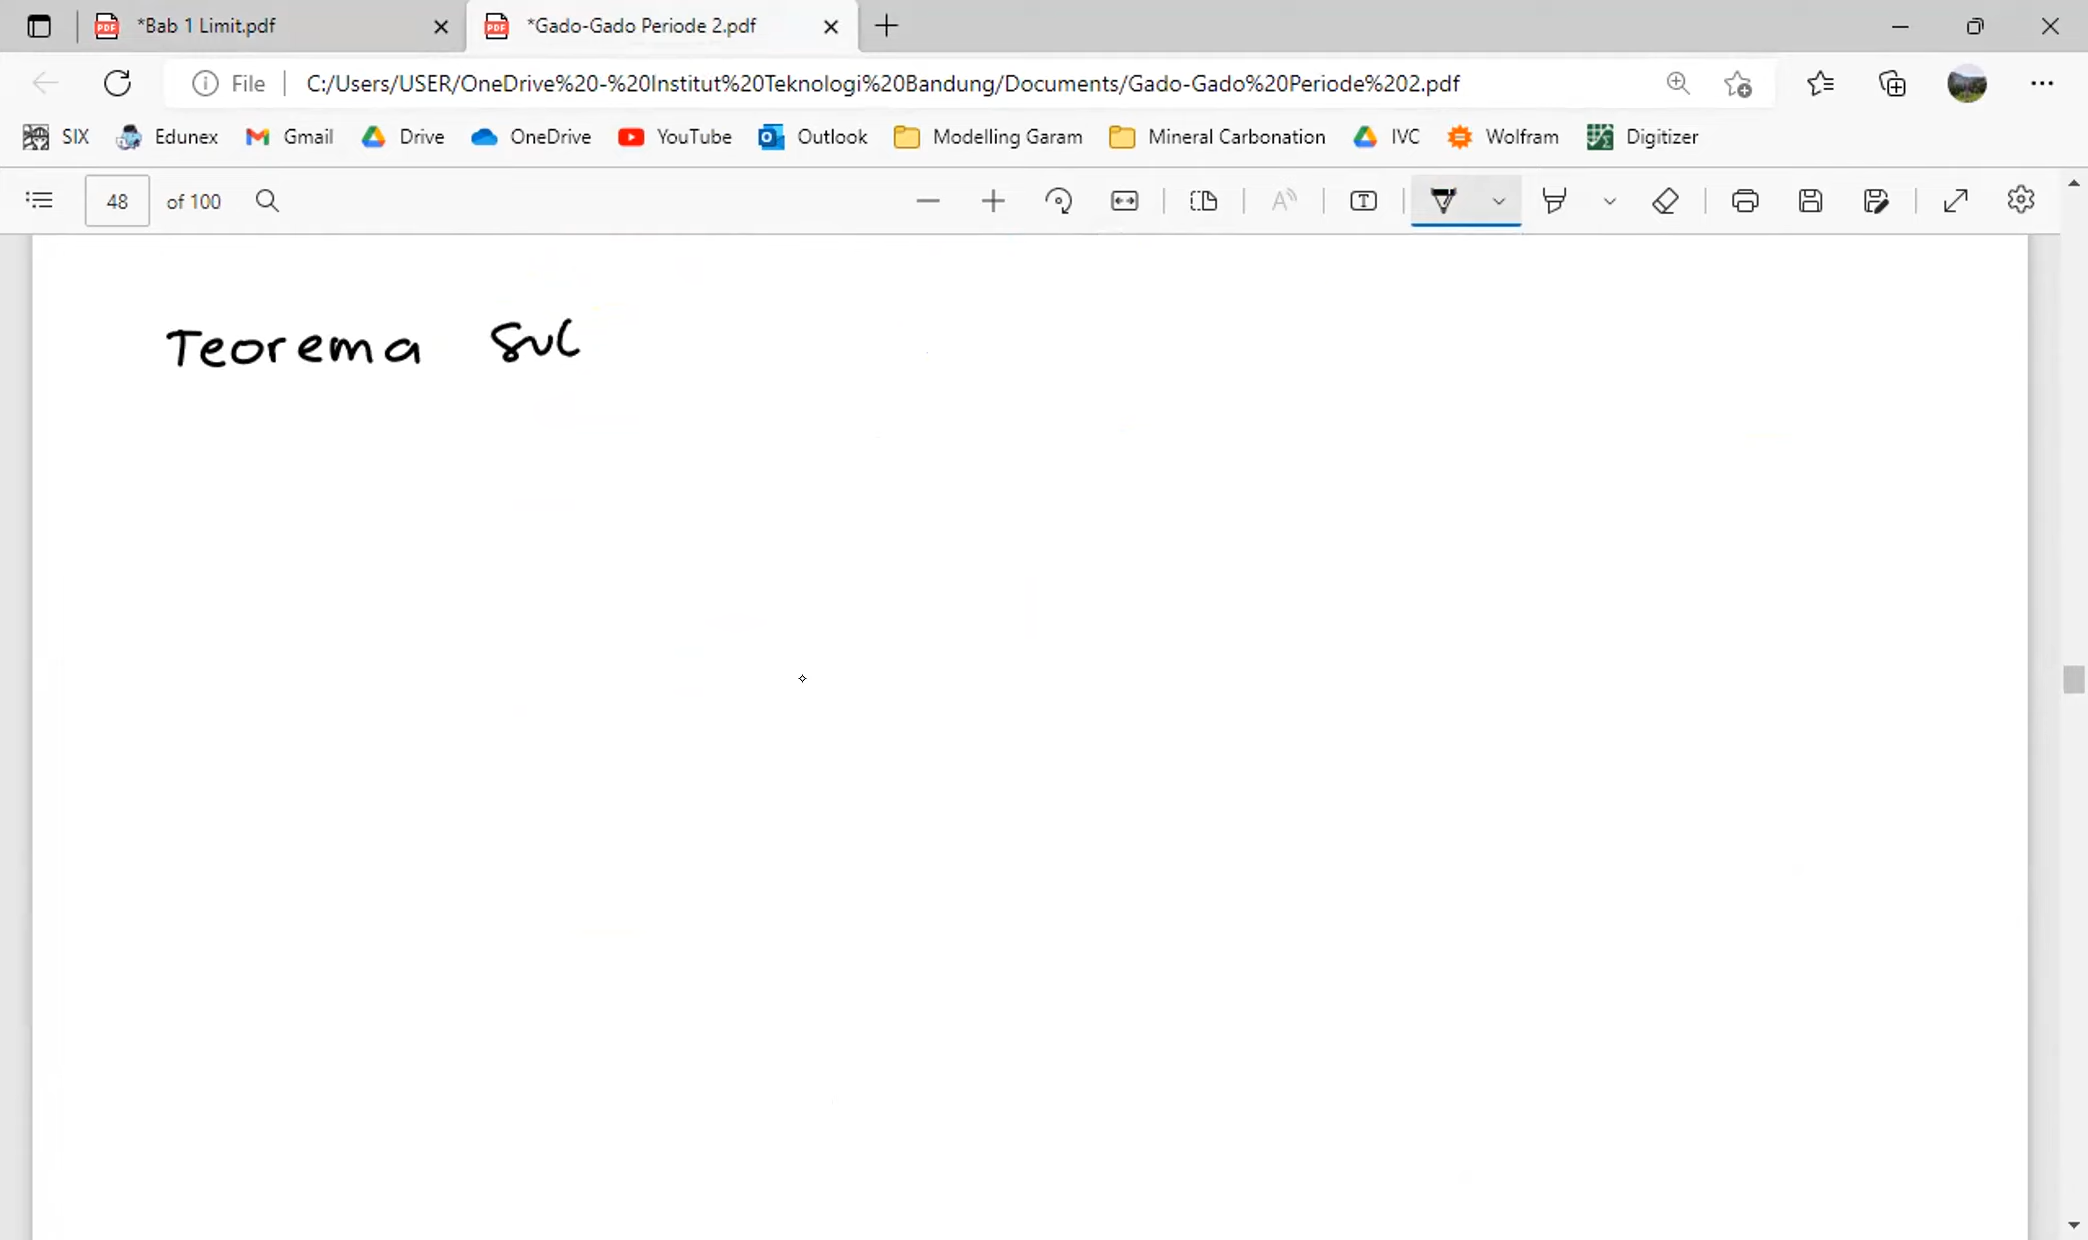 *Bab 1 Limit.pdf *Gado-Gado Periode 2.pdf
File C:/Users/USER/OneDrive%20-%20Institut%20Teknologi%20Bandung/Documents/Gado-Gado%20Periode%202.pdf
SIX Edunex Gmail Drive OneDrive YouTube Outlook Modelling Garam Mineral Carbonation IVC Wolfram Digitizer
48 of 100
Teorema